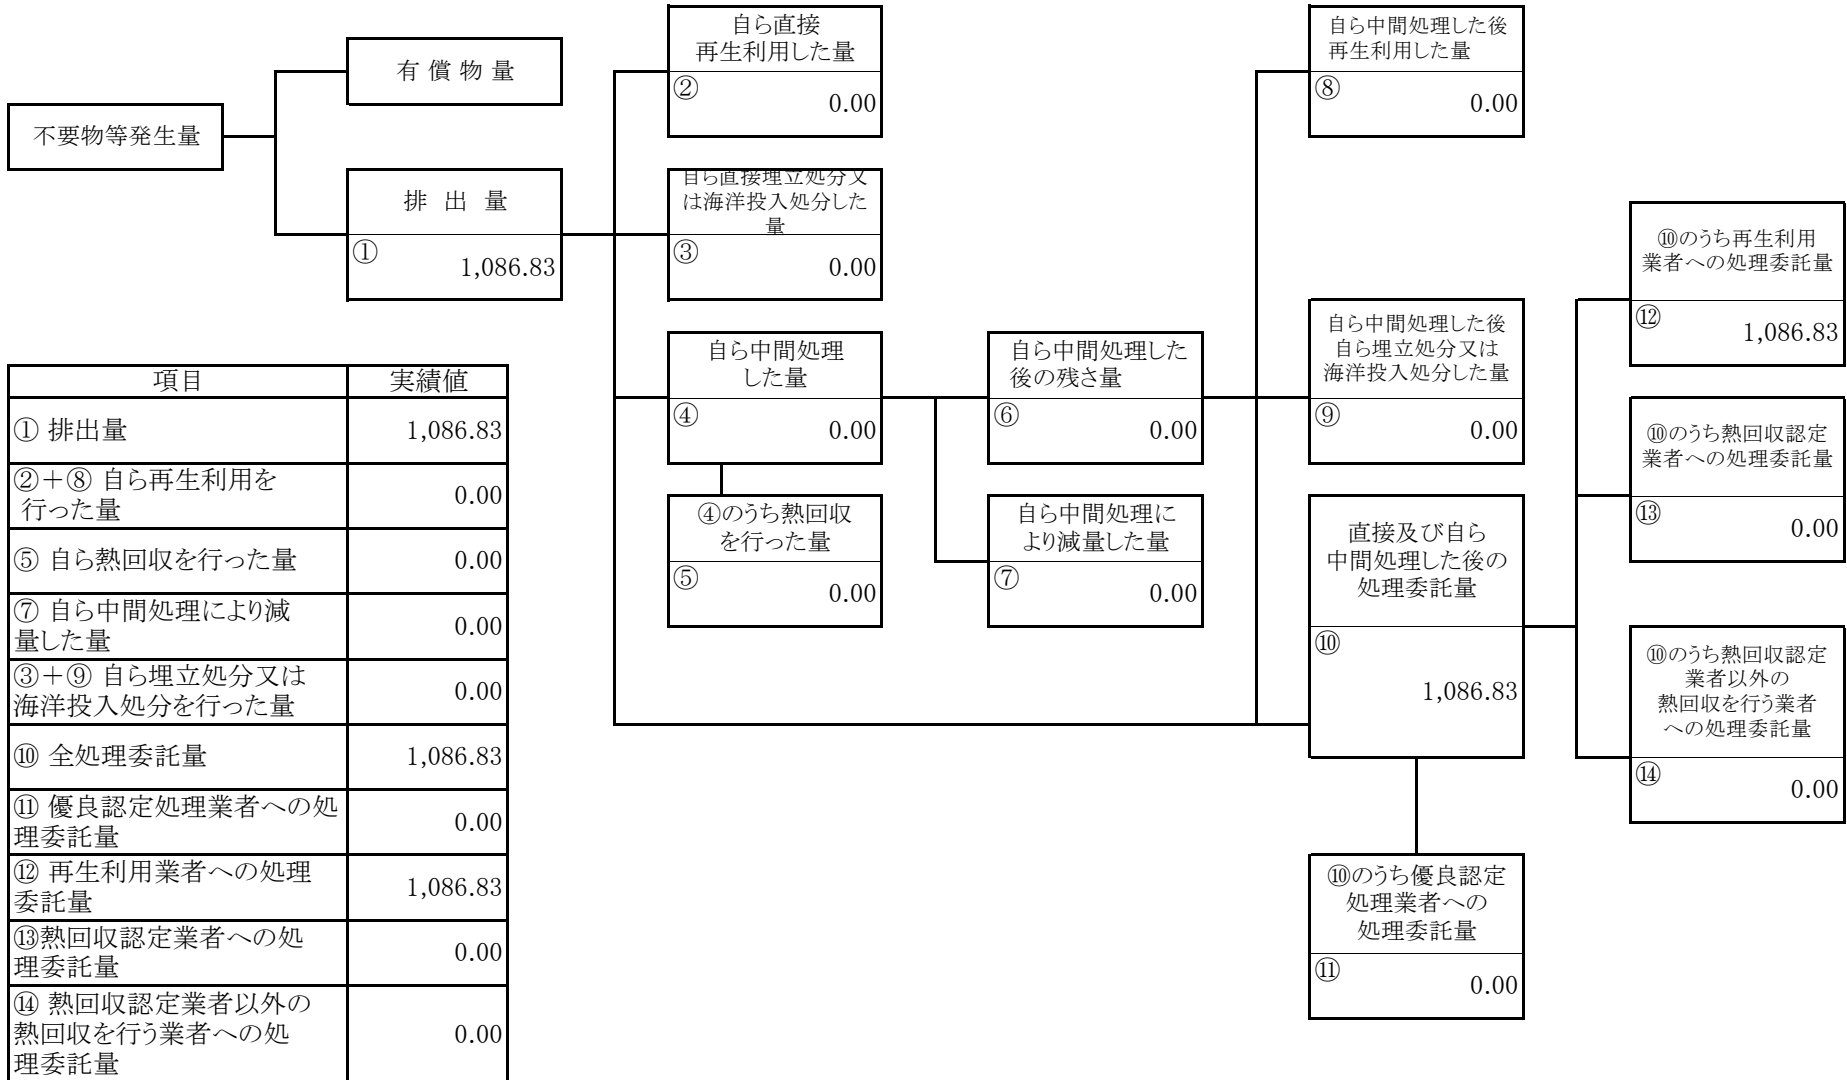 不要物等発生量
有 償 物 量
排 出 量
①
1,086.83
自ら直接
再生利用した量
②
0.00
自ら直接埋立処分又
は海洋投入処分した
量
③
0.00
自ら中間処理
した量
④
0.00
④のうち熱回収
を行った量
⑤
0.00
自ら中間処理した
後の残さ量
⑥
0.00
自ら中間処理に
より減量した量
⑦
0.00
自ら中間処理した後
再生利用した量
⑧
0.00
自ら中間処理した後
自ら埋立処分又は
海洋投入処分した量
⑨
0.00
直接及び自ら
中間処理した後の
処理委託量
⑩
1,086.83
⑩のうち優良認定
処理業者への
処理委託量
⑪
0.00
⑩のうち再生利用
業者への処理委託量
⑫
1,086.83
⑩のうち熱回収認定
業者への処理委託量
⑬
0.00
⑩のうち熱回収認定
業者以外の
熱回収を行う業者
への処理委託量
⑭
0.00
項目 実績値
① 排出量 1,086.83
②＋⑧ 自ら再生利用を
行った量
0.00
⑤ 自ら熱回収を行った量 0.00
⑦ 自ら中間処理により減
量した量
0.00
③＋⑨ 自ら埋立処分又は
海洋投入処分を行った量
0.00
⑩ 全処理委託量 1,086.83
⑪ 優良認定処理業者への処
理委託量
0.00
⑫ 再生利用業者への処理
委託量
1,086.83
⑬熱回収認定業者への処
理委託量
0.00
⑭ 熱回収認定業者以外の
熱回収を行う業者への処
理委託量
0.00